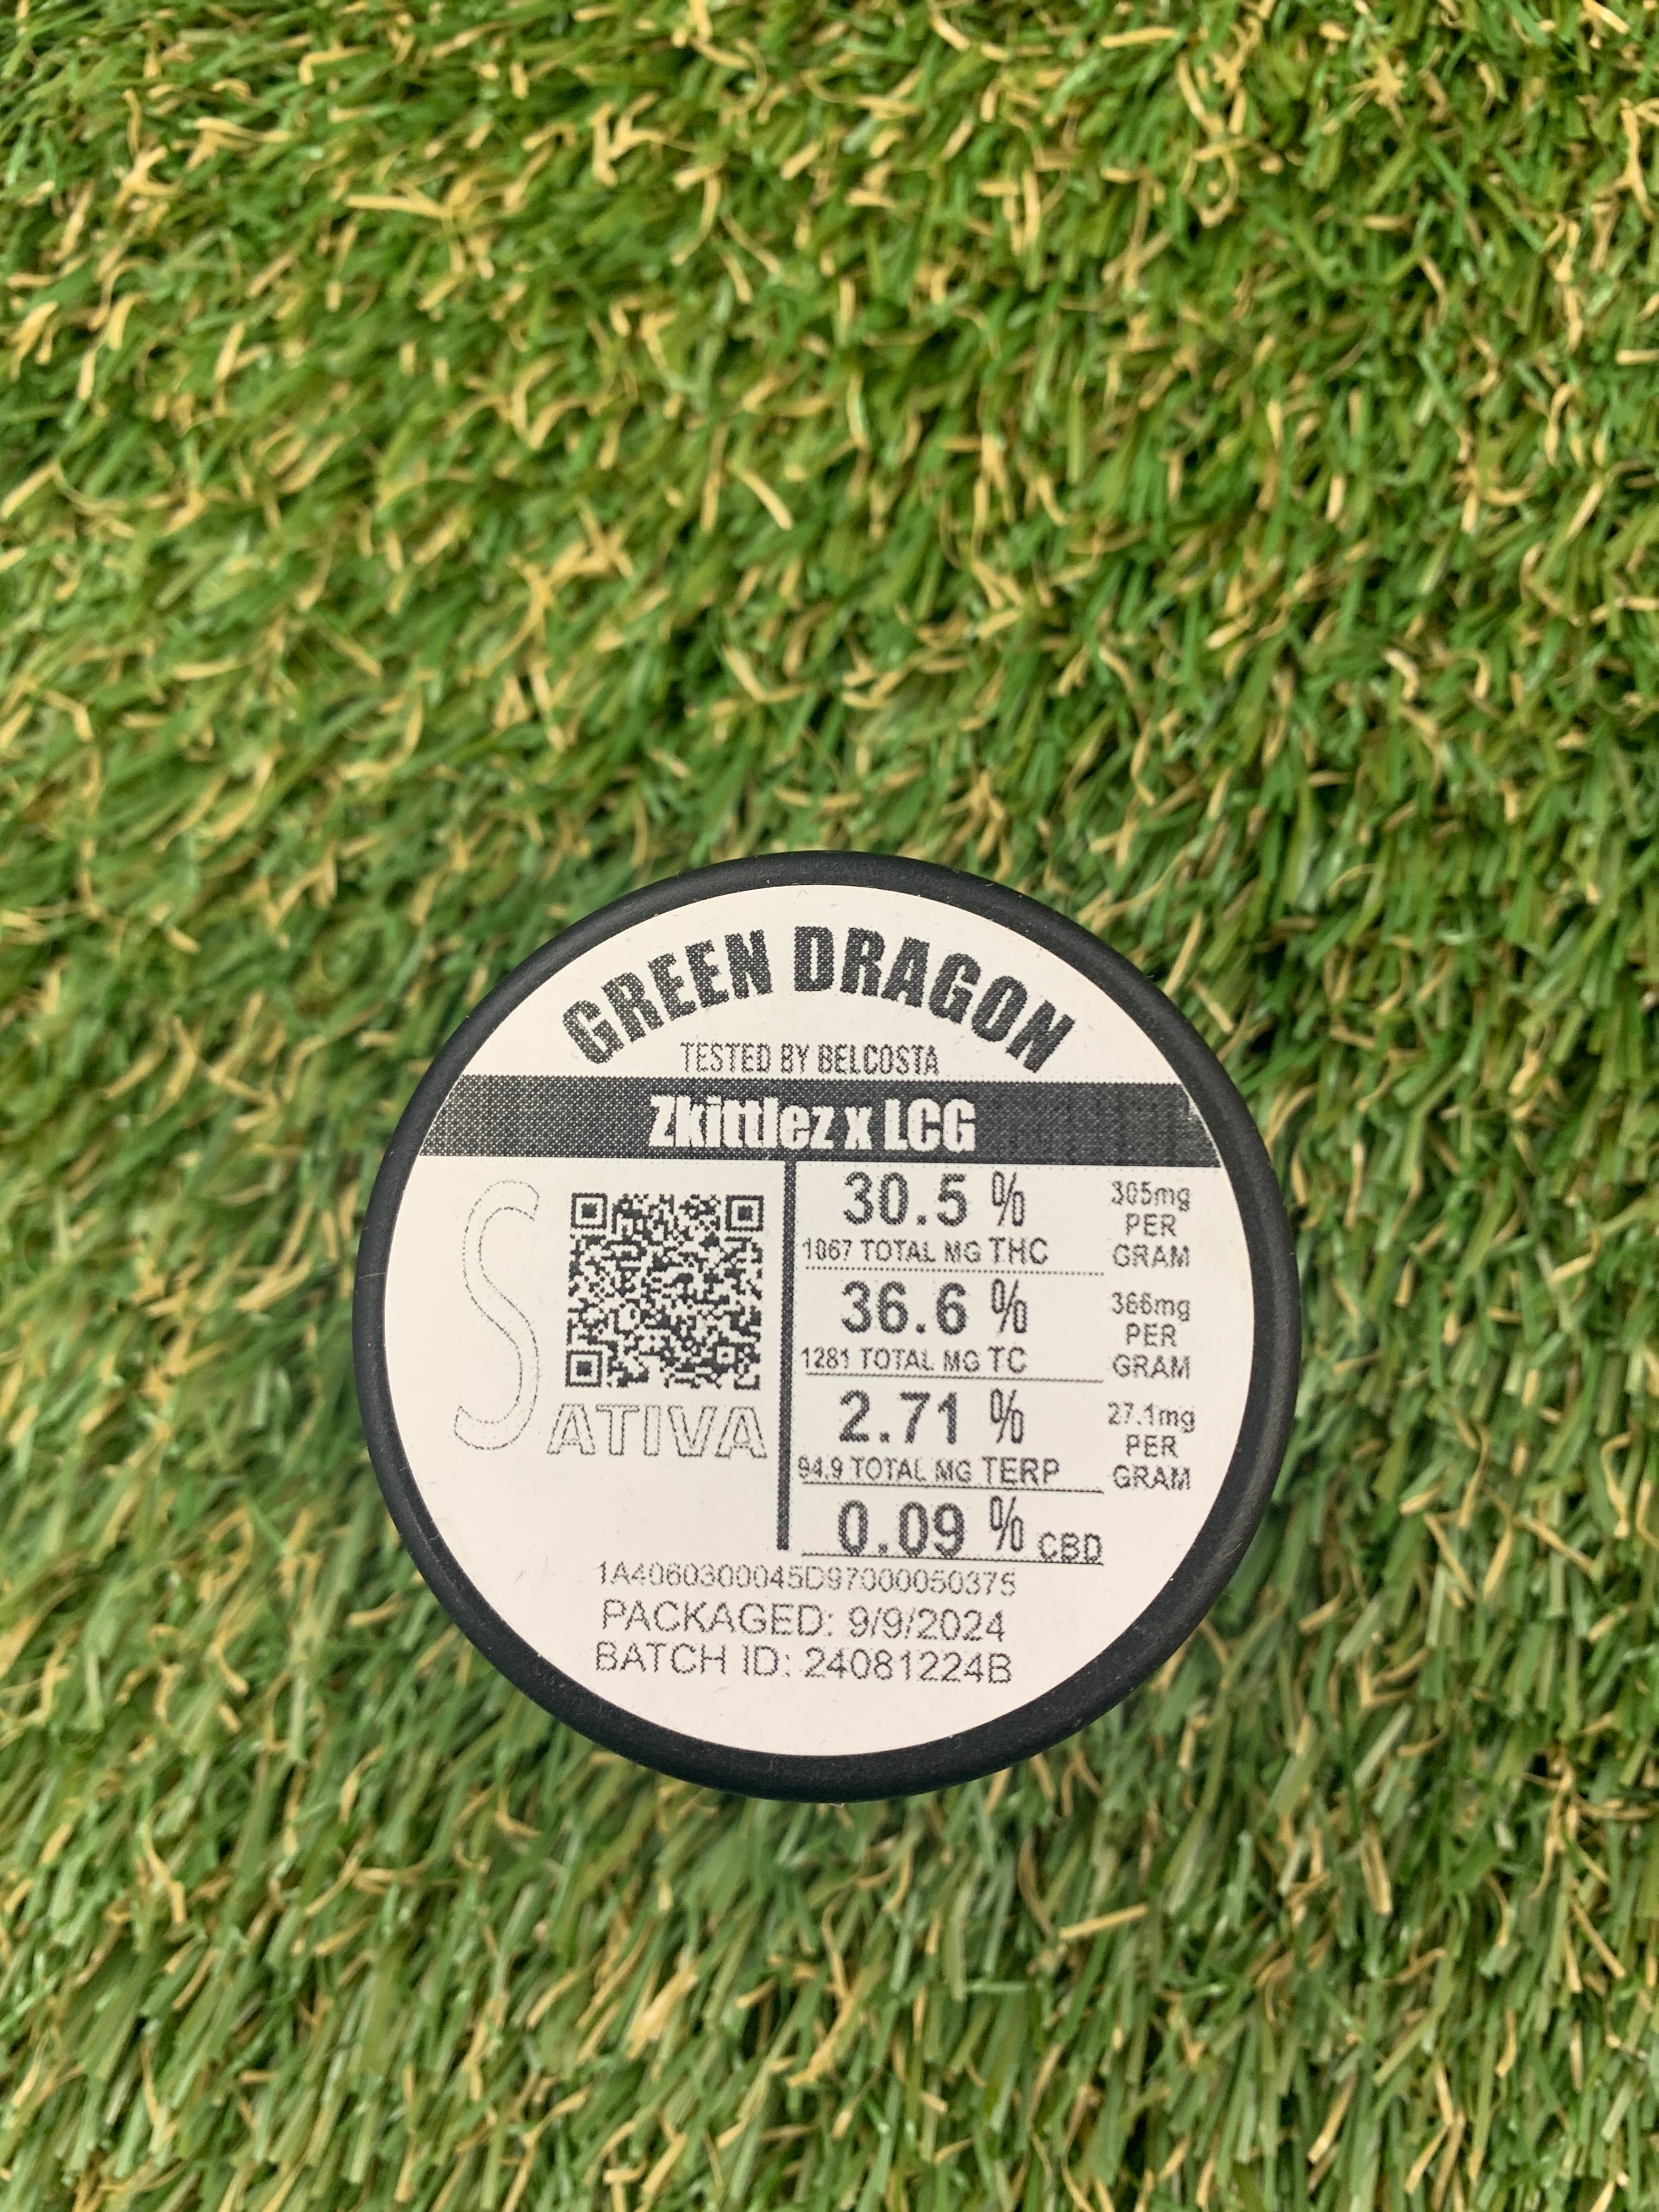 GREEN DRAGON
TESTED BY BELCOSTA
Zkittlez x LCG
SATIVA
30.5 %
1067 TOTAL MG THC
305mg
PER
GRAM
36.6 %
1281 TOTAL MG TC
366mg
PER
GRAM
2.71 %
94.9 TOTAL MG TERP
27.1mg
PER
GRAM
0.09 % CBD
1A4060300045D97000050375
PACKAGED: 9/9/2024
BATCH ID: 24081224B